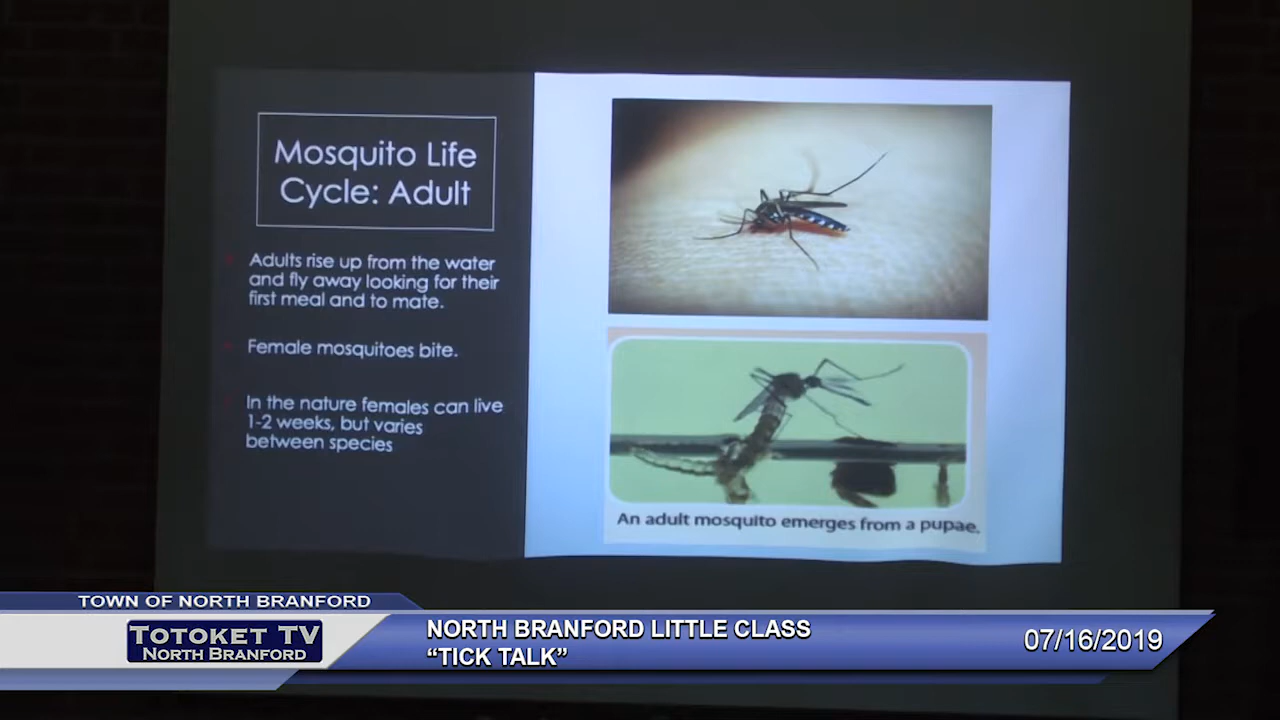 Mosquito Life
Cycle: Adult
Adults rise up from the water
and fly away looking for their
first meal and to mate.
Female mosquitoes bite.
In the nature females can live
1-2 weeks, but varies
between species
An adult mosquito emerges from a pupae.
TOWN OF NORTH BRANFORD
TOTOKET TV
NORTH BRANFORD
NORTH BRANFORD LITTLE CLASS
“TICK TALK”
07/16/2019